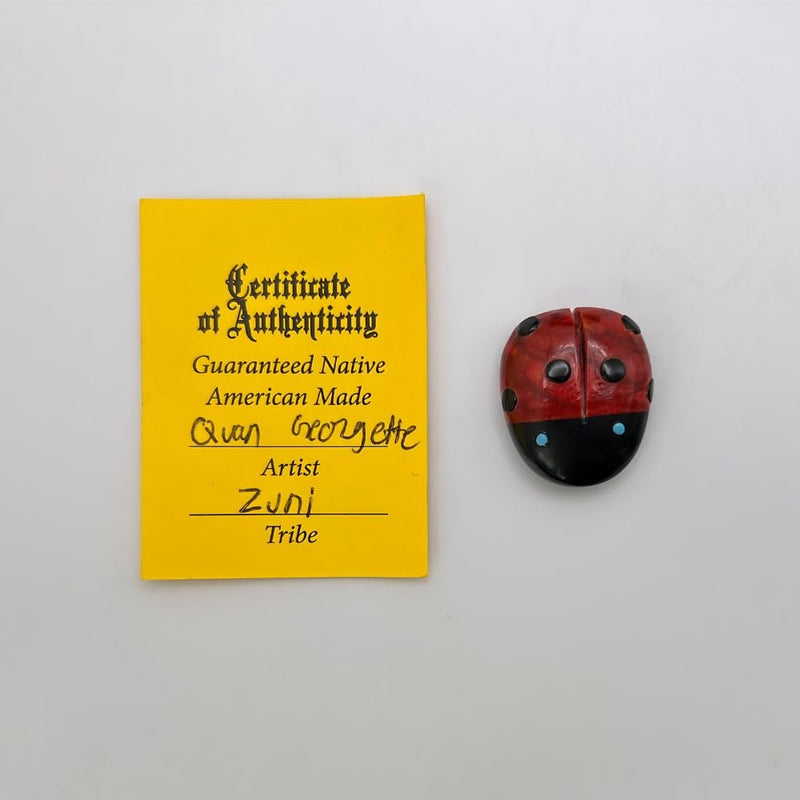 Certificate
of Authenticity
Guaranteed Native
American Made
Quan Georgette
Artist
Zuni
Tribe